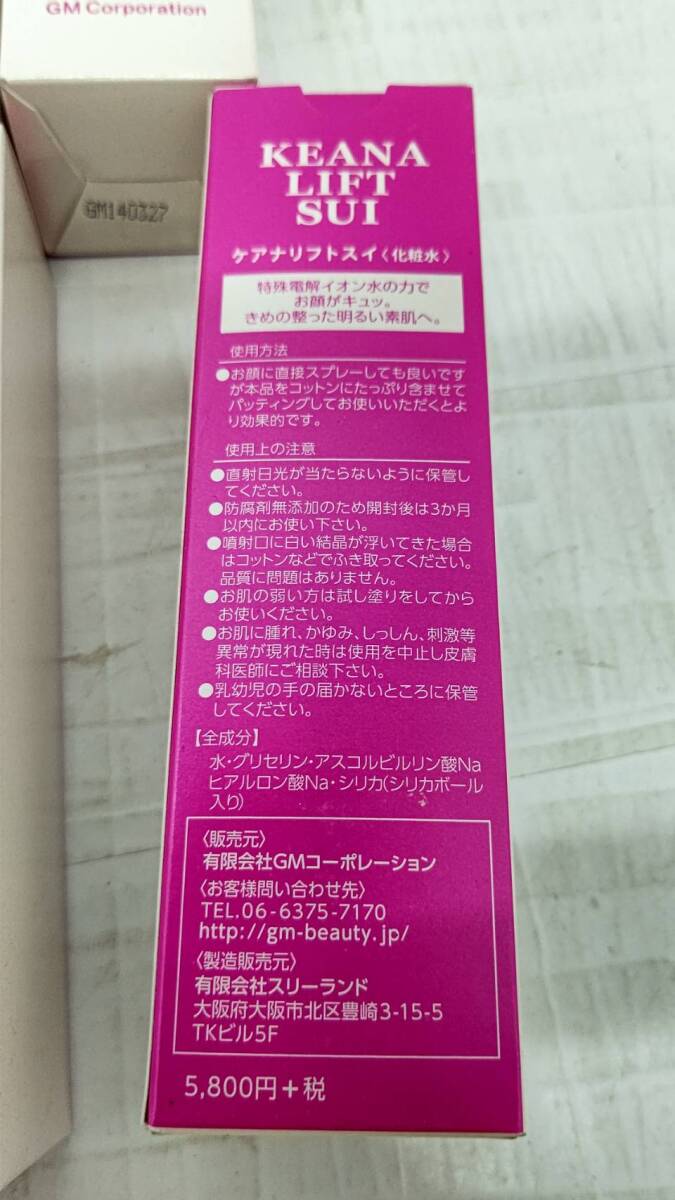 GM Corporation
GM140327
KEANA
LIFT
SUI
ケアナリフトスイ〈化粧水〉
特殊電解イオン水の力で
お顔がキュッ。
きめの整った明るい素肌へ。
使用方法
●お顔に直接スプレーしても良いです
が本品をコットンにたっぷり含ませて
パッティングしてお使いいただくとよ
り効果的です。
使用上の注意
●直射日光が当たらないように保管し
てください。
●防腐剤無添加のため開封後は3か月
以内にお使い下さい。
●噴射口に白い結晶が浮いてきた場合
はコットンなどでふき取ってください。
品質に問題はありません。
●お肌の弱い方は試し塗りをしてから
お使いください。
●お肌に腫れ、かゆみ、しっしん、刺激等
異常が現れた時は使用を中止し皮膚
科医師にご相談下さい。
●乳幼児の手の届かないところに保管
してください。
【全成分】
水・グリセリン・アスコルビルリン酸Na
ヒアルロン酸Na・シリカ(シリカボール
入り)
〈販売元〉
有限会社GMコーポレーション
〈お客様問い合わせ先〉
TEL.06-6375-7170
http://gm-beauty.jp/
〈製造販売元〉
有限会社スリーランド
大阪府大阪市北区豊崎3-15-5
TKビル5F
5,800円+税